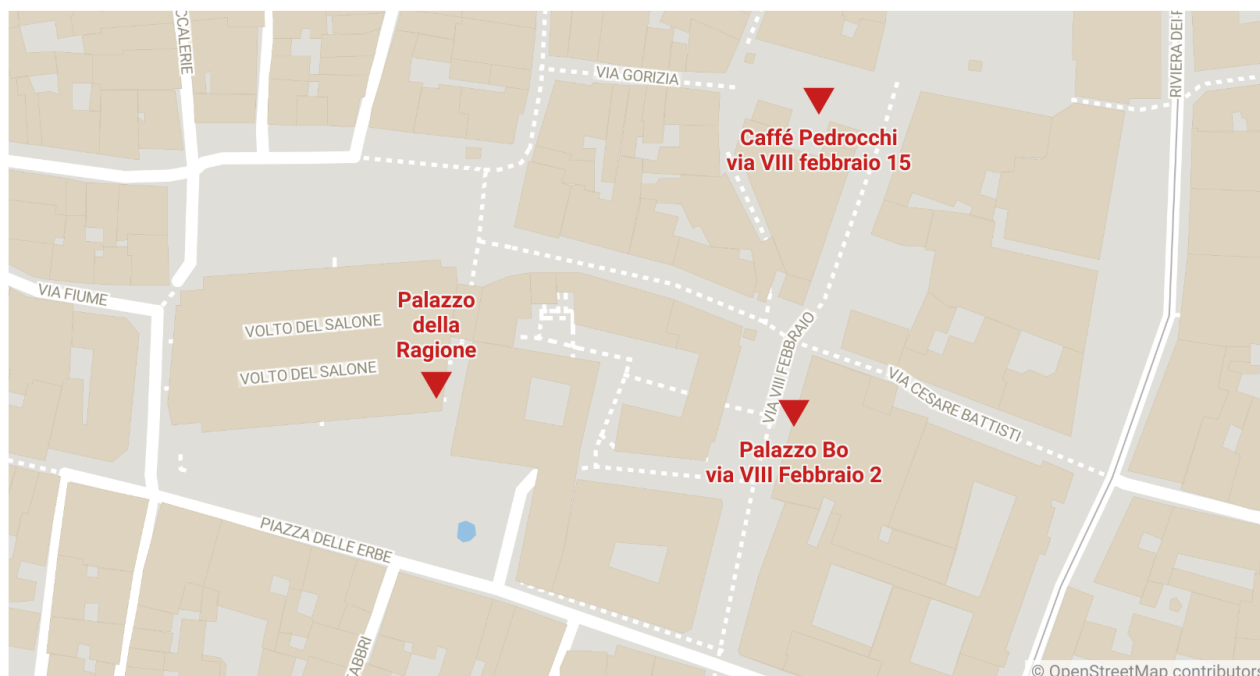 CCALERIE
VIA GORIZIA
RIVIERA DEI
Caffé Pedrocchi
via VIII febbraio 15
VIA FIUME
Palazzo
della
Ragione
VOLTO DEL SALONE
VOLTO DEL SALONE
VIA VIII FEBBRAIO
VIA CESARE BATTISTI
Palazzo Bo
via VIII Febbraio 2
PIAZZA DELLE ERBE
FABBRI
© OpenStreetMap contributors